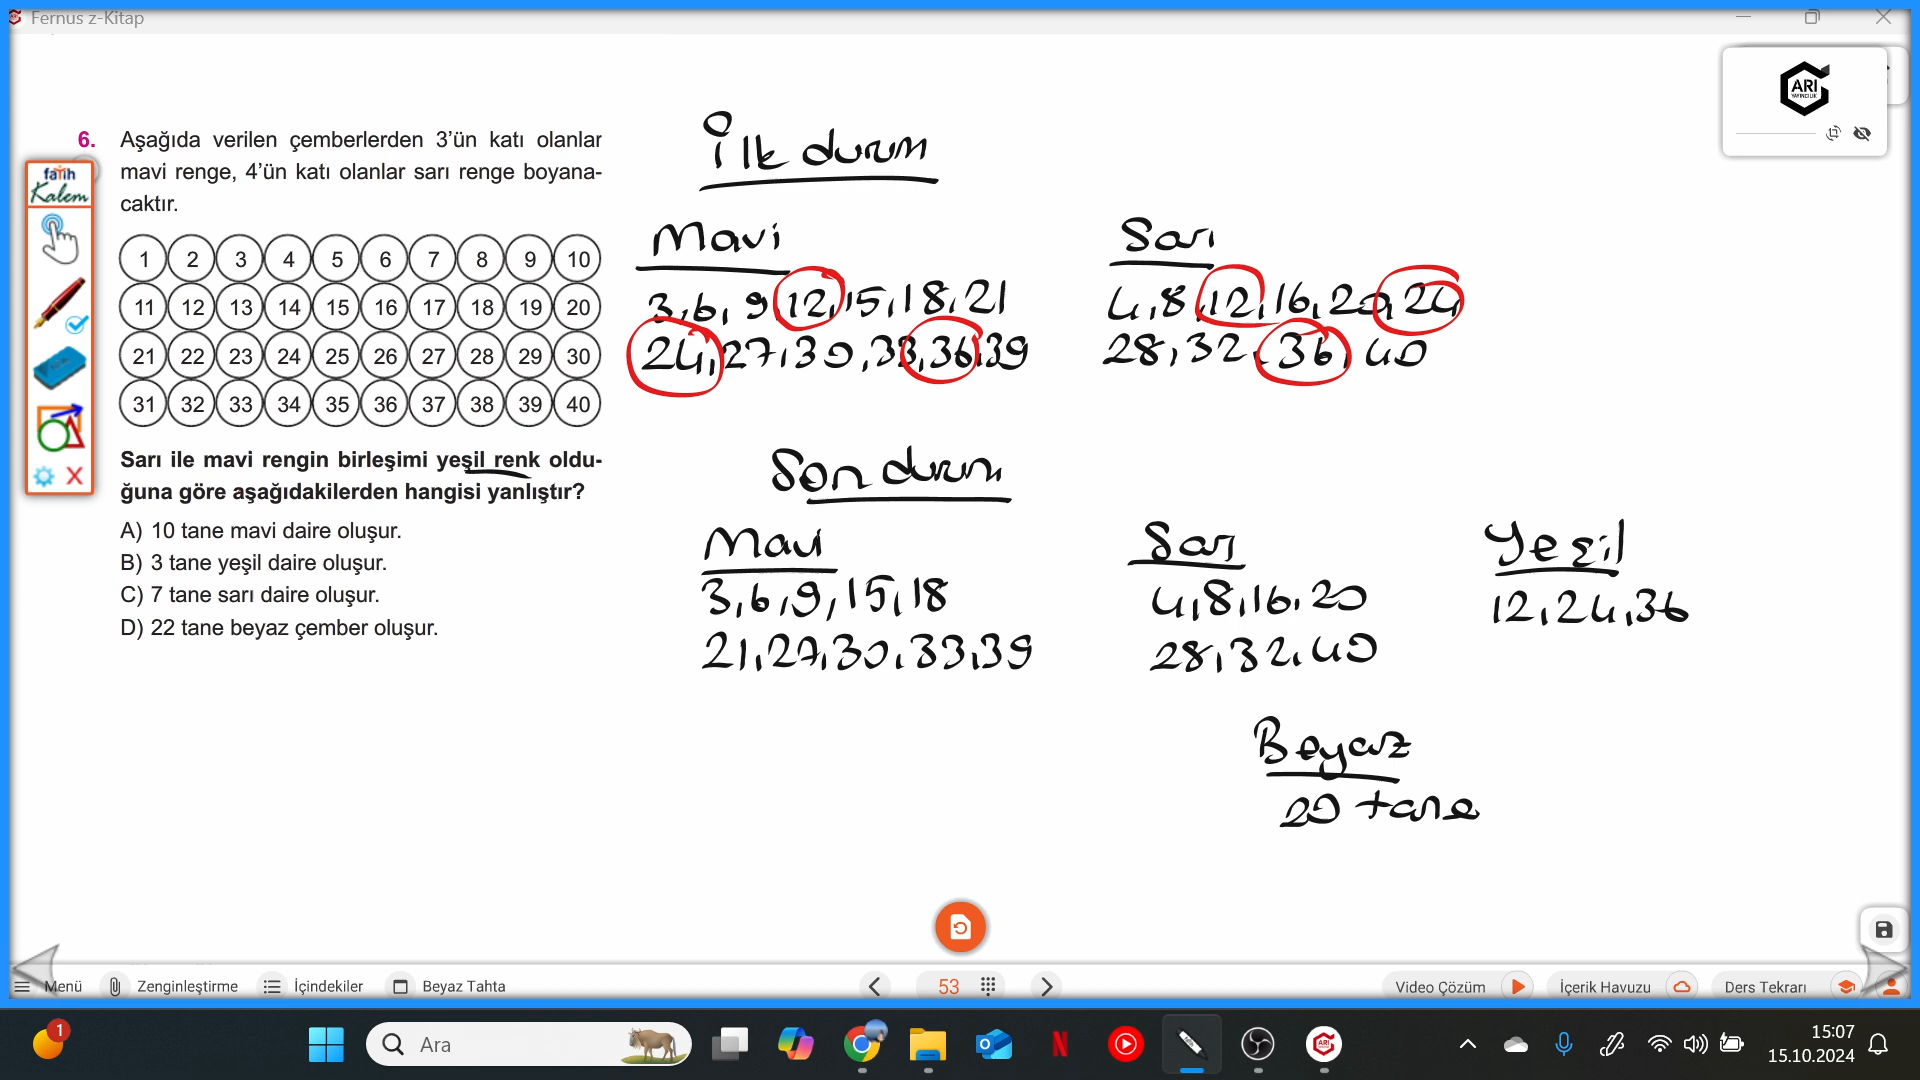 Fernus z-Kitap
ARI
YAYINCILIK
6. Aşağıda verilen çemberlerden 3'ün katı olanlar
mavi renge, 4'ün katı olanlar sarı renge boyana-
caktır.
fatih
Kalem
1 2 3 4 5 6 7 8 9 10
11 12 13 14 15 16 17 18 19 20
21 22 23 24 25 26 27 28 29 30
31 32 33 34 35 36 37 38 39 40
Sarı ile mavi rengin birleşimi yeşil renk oldu-
ğuna göre aşağıdakilerden hangisi yanlıştır?
A) 10 tane mavi daire oluşur.
B) 3 tane yeşil daire oluşur.
C) 7 tane sarı daire oluşur.
D) 22 tane beyaz çember oluşur.
İlk durum
Mavi
3,6,9,12,15,18,21
24,27,30,33,36,39
Sarı
4,8,12,16,20,24
28,32,36,40
Son durum
Mavi
3,6,9,15,18
21,27,30,33,39
Sarı
4,8,16,20
28,32,40
Yeşil
12,24,36
Beyaz
20 tane
Menü Zenginleştirme İçindekiler Beyaz Tahta 53 Video Çözüm İçerik Havuzu Ders Tekrarı
1
Ara
15:07
15.10.2024